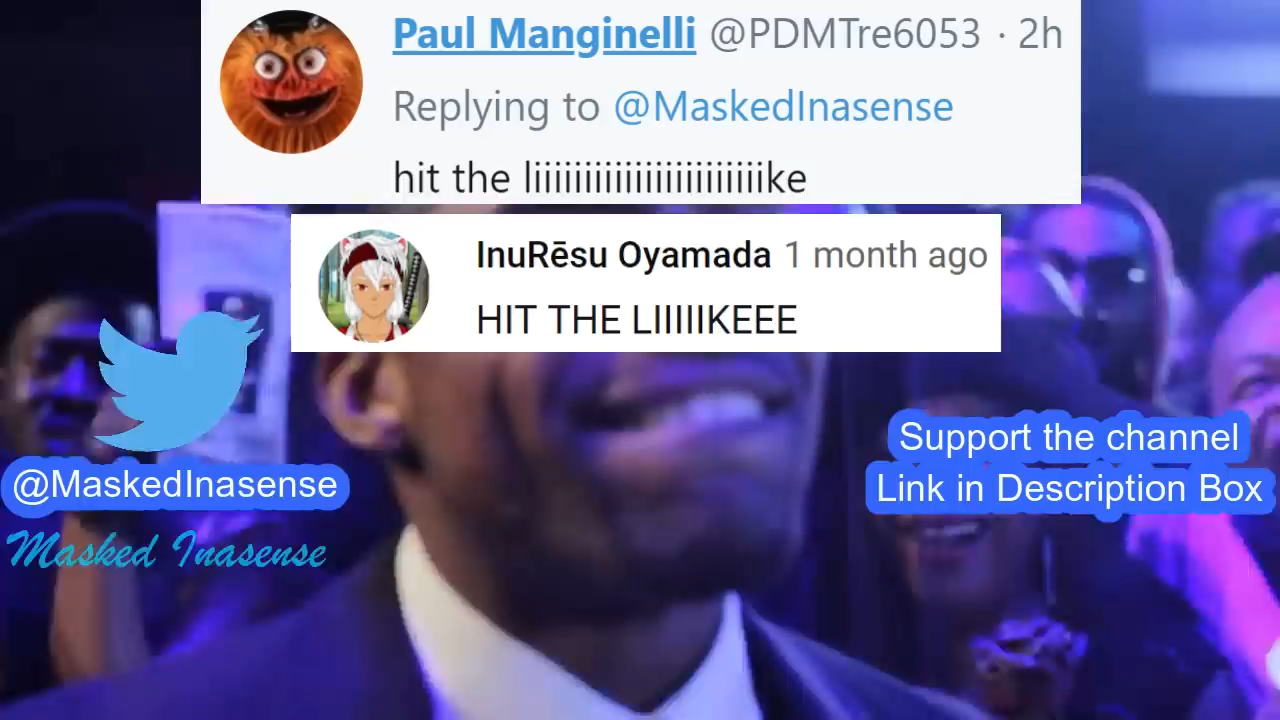 Paul Manginelli @PDMTre6053 · 2h
Replying to @MaskedInasense
hit the liiiiiiiiiiiiiiiiiiiiiiiike
InuRēsu Oyamada 1 month ago
HIT THE LIIIIIKEEE
@MaskedInasense
Masked Inasense
Support the channel
Link in Description Box